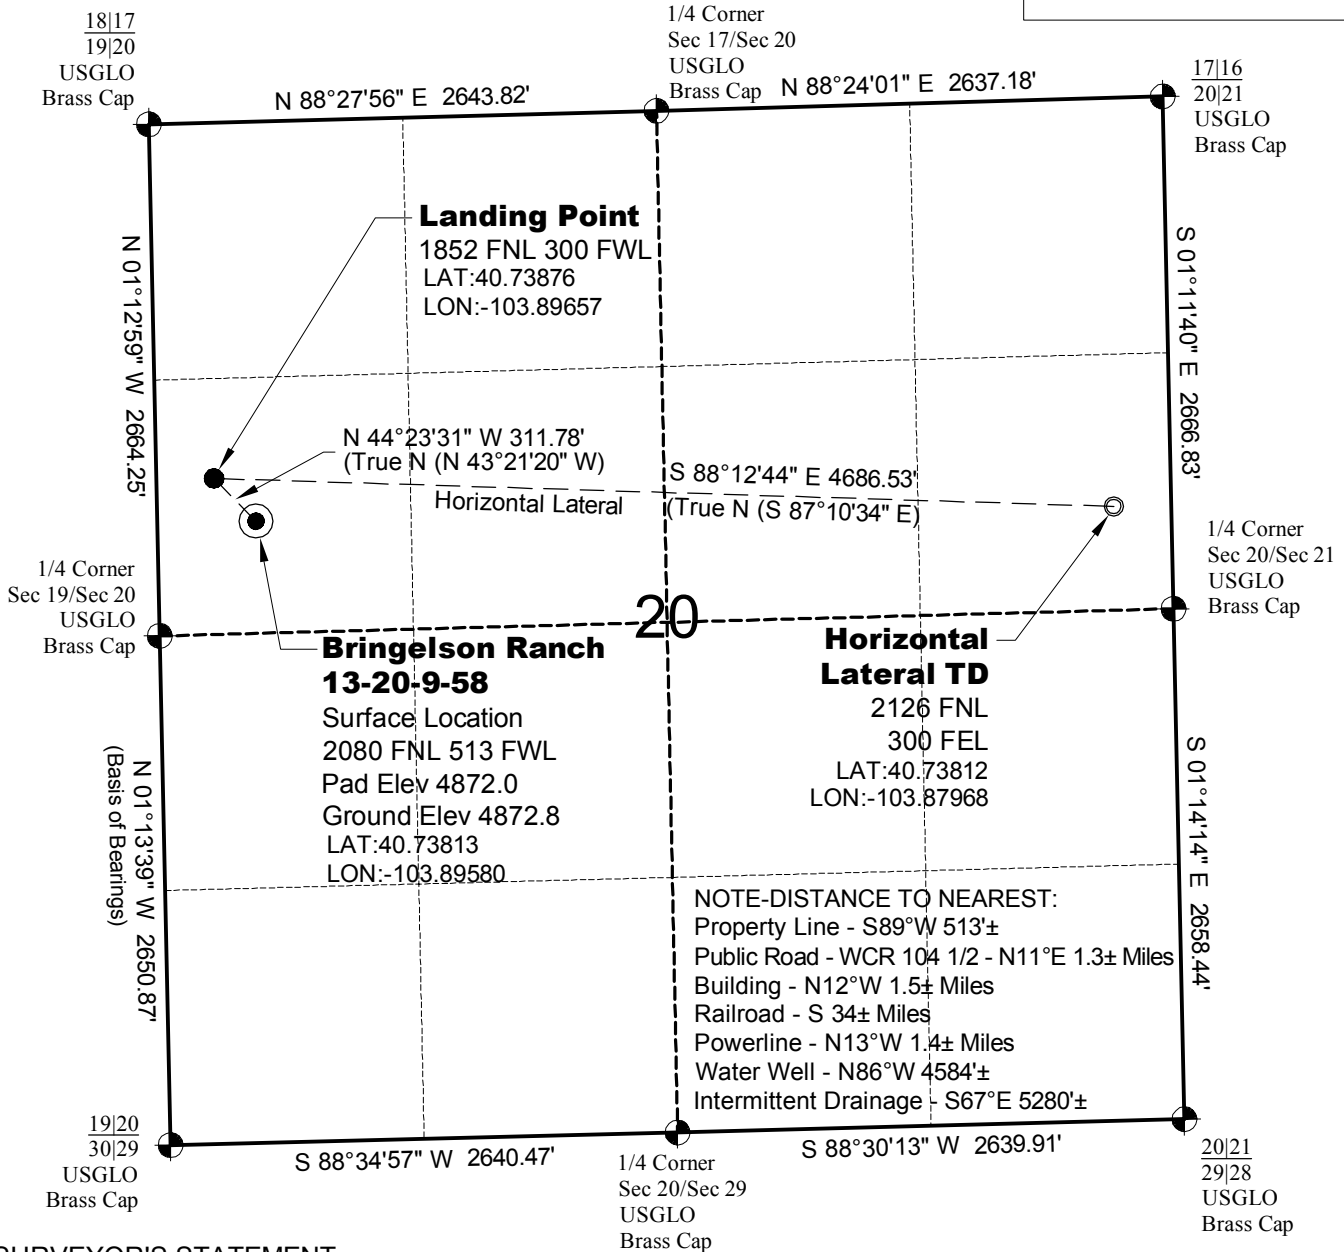 18|17
19|20
USGLO
Brass Cap
1/4 Corner
Sec 17/Sec 20
USGLO
Brass Cap
17|16
20|21
USGLO
Brass Cap
N 88°27'56" E 2643.82'
N 88°24'01" E 2637.18'
Landing Point
1852 FNL 300 FWL
LAT:40.73876
LON:-103.89657
N 01°12'59" W 2664.25'
S 01°11'40" E 2666.83'
N 44°23'31" W 311.78'
(True N (N 43°21'20" W)
S 88°12'44" E 4686.53'
Horizontal Lateral
(True N (S 87°10'34" E)
1/4 Corner
Sec 19/Sec 20
USGLO
Brass Cap
1/4 Corner
Sec 20/Sec 21
USGLO
Brass Cap
20
Bringelson Ranch
13-20-9-58
Surface Location
2080 FNL 513 FWL
Pad Elev 4872.0
Ground Elev 4872.8
LAT:40.73813
LON:-103.89580
Horizontal
Lateral TD
2126 FNL
300 FEL
LAT:40.73812
LON:-103.87968
N 01°13'39" W 2650.87'
(Basis of Bearings)
S 01°14'14" E 2658.44'
NOTE-DISTANCE TO NEAREST:
Property Line - S89°W 513'±
Public Road - WCR 104 1/2 - N11°E 1.3± Miles
Building - N12°W 1.5± Miles
Railroad - S 34± Miles
Powerline - N13°W 1.4± Miles
Water Well - N86°W 4584'±
Intermittent Drainage - S67°E 5280'±
19|20
30|29
USGLO
Brass Cap
S 88°34'57" W 2640.47'
1/4 Corner
Sec 20/Sec 29
USGLO
Brass Cap
S 88°30'13" W 2639.91'
20|21
29|28
USGLO
Brass Cap
SURVEYOR'S STATEMENT